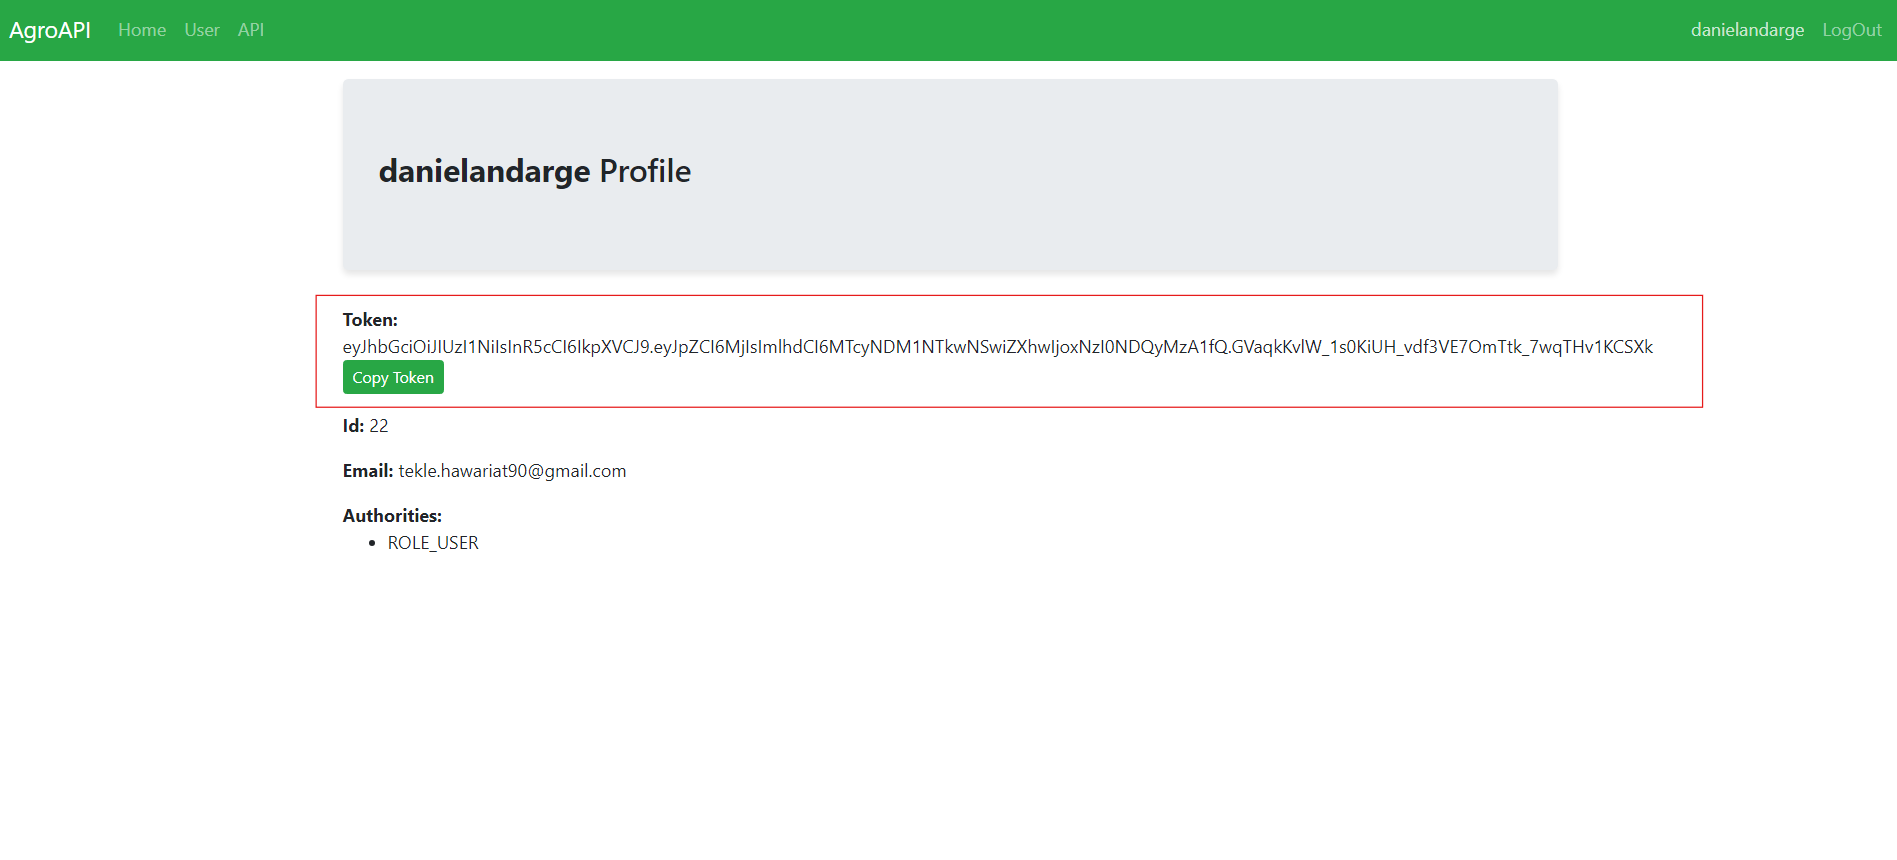 AgroAPI Home User API danielandarge LogOut
danielandarge Profile
Token:
eyJhbGciOiJIUzI1NiIsInR5cCI6IkpXVCJ9.eyJpZCI6MjIsImlhdCI6MTcyNDM1NTkwNSwiZXhwIjoxNzI0NDQyMzA1fQ.GVaqkKvlW_1s0KiUH_vdf3VE7OmTtk_7wqTHv1KCSXk
Copy Token
Id: 22
Email: tekle.hawariat90@gmail.com
Authorities:
• ROLE_USER